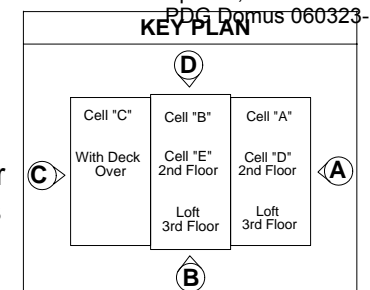 PDG Domus 060323-
KEY PLAN
D
Cell "C"
With Deck
Over
Cell "B"
Cell "E"
2nd Floor
Loft
3rd Floor
Cell "A"
Cell "D"
2nd Floor
Loft
3rd Floor
C
A
B